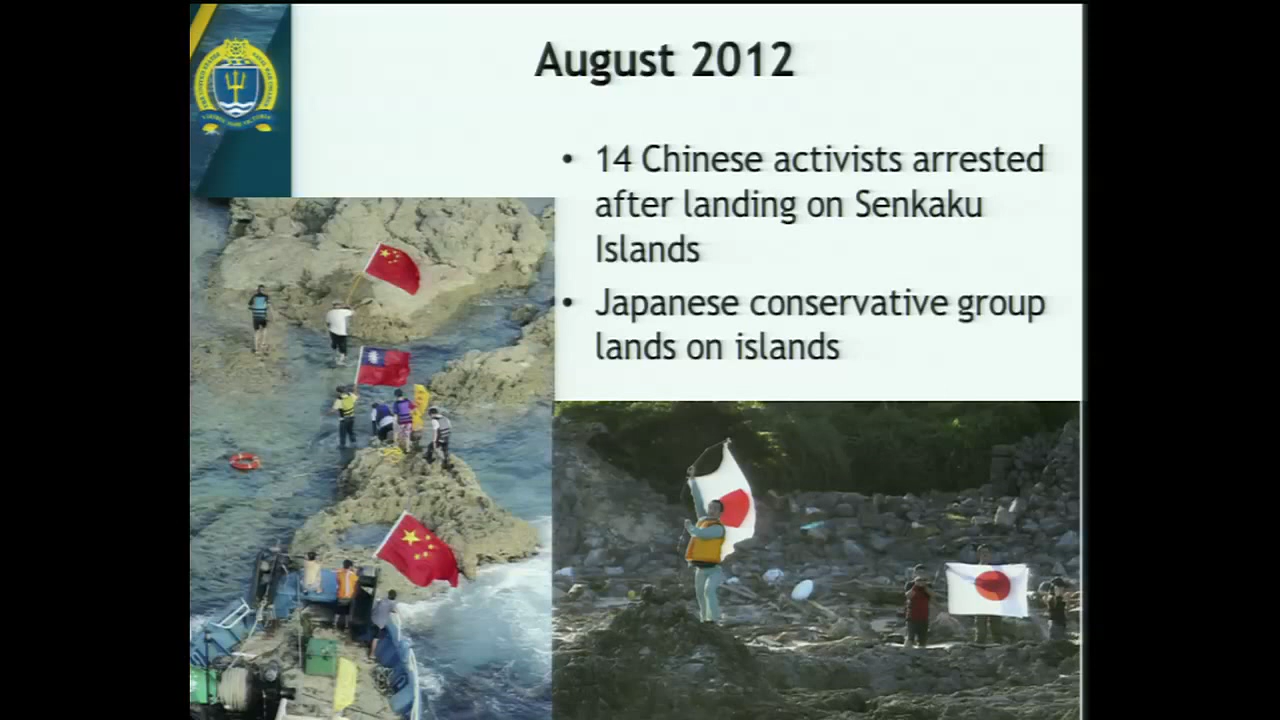 August 2012
• 14 Chinese activists arrested
after landing on Senkaku
Islands
• Japanese conservative group
lands on islands